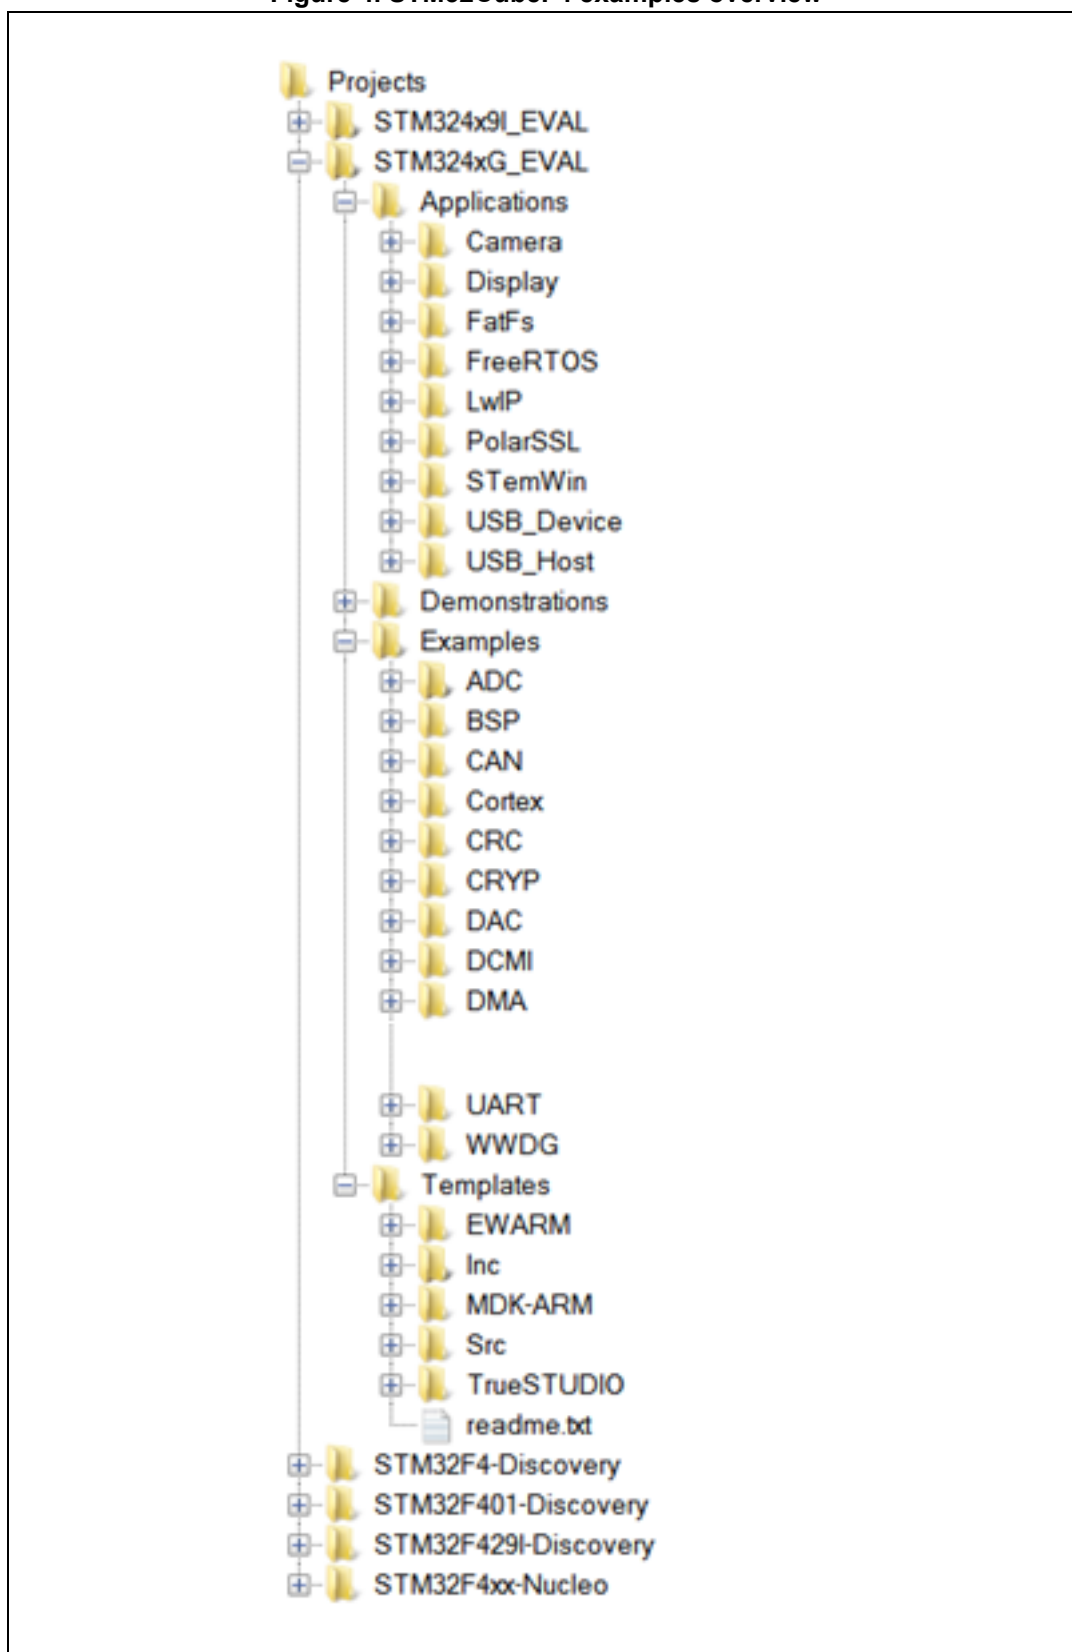 Projects
STM324x9I_EVAL
STM324xG_EVAL
Applications
Camera
Display
FatFs
FreeRTOS
LwIP
PolarSSL
STemWin
USB_Device
USB_Host
Demonstrations
Examples
ADC
BSP
CAN
Cortex
CRC
CRYP
DAC
DCMI
DMA
UART
WWDG
Templates
EWARM
Inc
MDK-ARM
Src
TrueSTUDIO
readme.txt
STM32F4-Discovery
STM32F401-Discovery
STM32F429I-Discovery
STM32F4xx-Nucleo